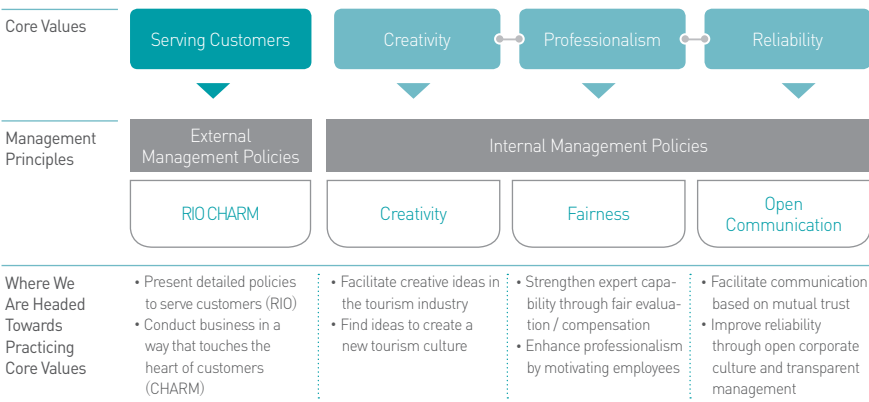 Core Values
Serving Customers
Creativity
Professionalism
Reliability
Management
Principles
External
Management Policies
Internal Management Policies
RIO CHARM
Creativity
Fairness
Open
Communication
Where We
Are Headed
Towards
Practicing
Core Values
• Present detailed policies
to serve customers (RIO)
• Conduct business in a
way that touches the
heart of customers
(CHARM)
• Facilitate creative ideas in
the tourism industry
• Find ideas to create a
new tourism culture
• Strengthen expert capa-
bility through fair evalua-
tion / compensation
• Enhance professionalism
by motivating employees
• Facilitate communication
based on mutual trust
• Improve reliability
through open corporate
culture and transparent
management